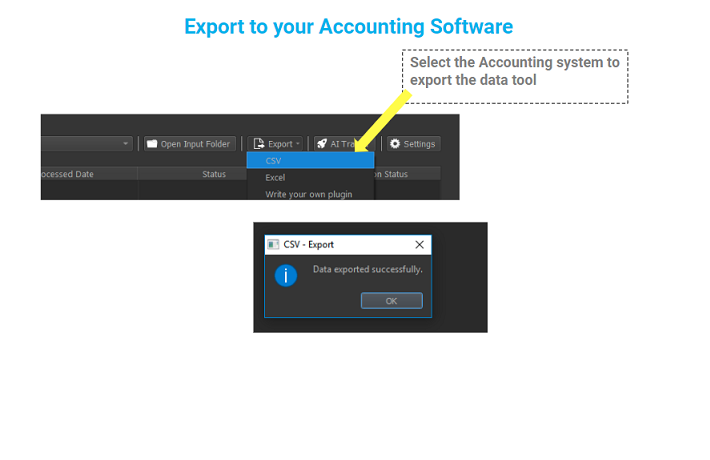 Export to your Accounting Software
Select the Accounting system to
export the data tool
Open Input Folder Export AI Tra Settings
ocessed Date Status on Status
CSV
Excel
Write your own plugin
CSV - Export
Data exported successfully.
OK